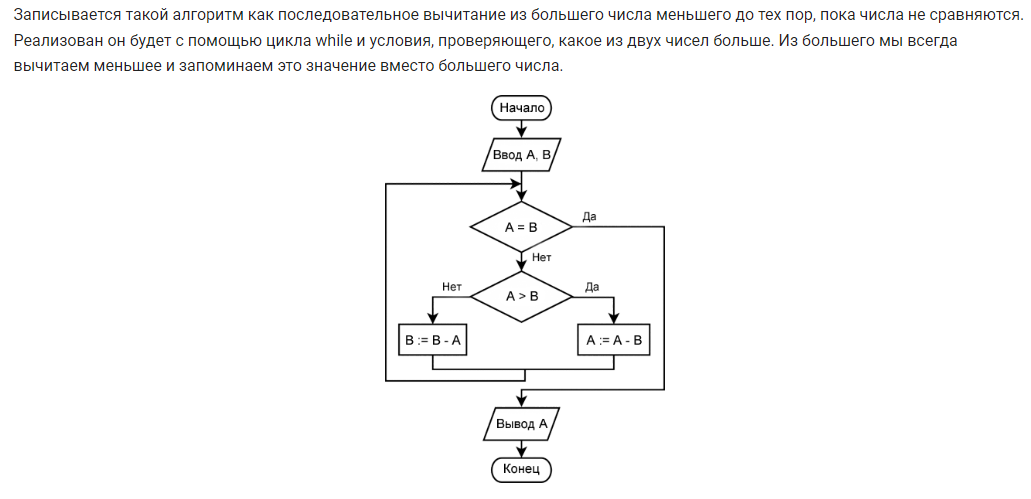 Записывается такой алгоритм как последовательное вычитание из большего числа меньшего до тех пор, пока числа не сравняются.
Реализован он будет с помощью цикла while и условия, проверяющего, какое из двух чисел больше. Из большего мы всегда
вычитаем меньшее и запоминаем это значение вместо большего числа.
Начало
Ввод A, B
A = B
Да
Нет
A > B
Нет
Да
B := B - A
A := A - B
Вывод A
Конец